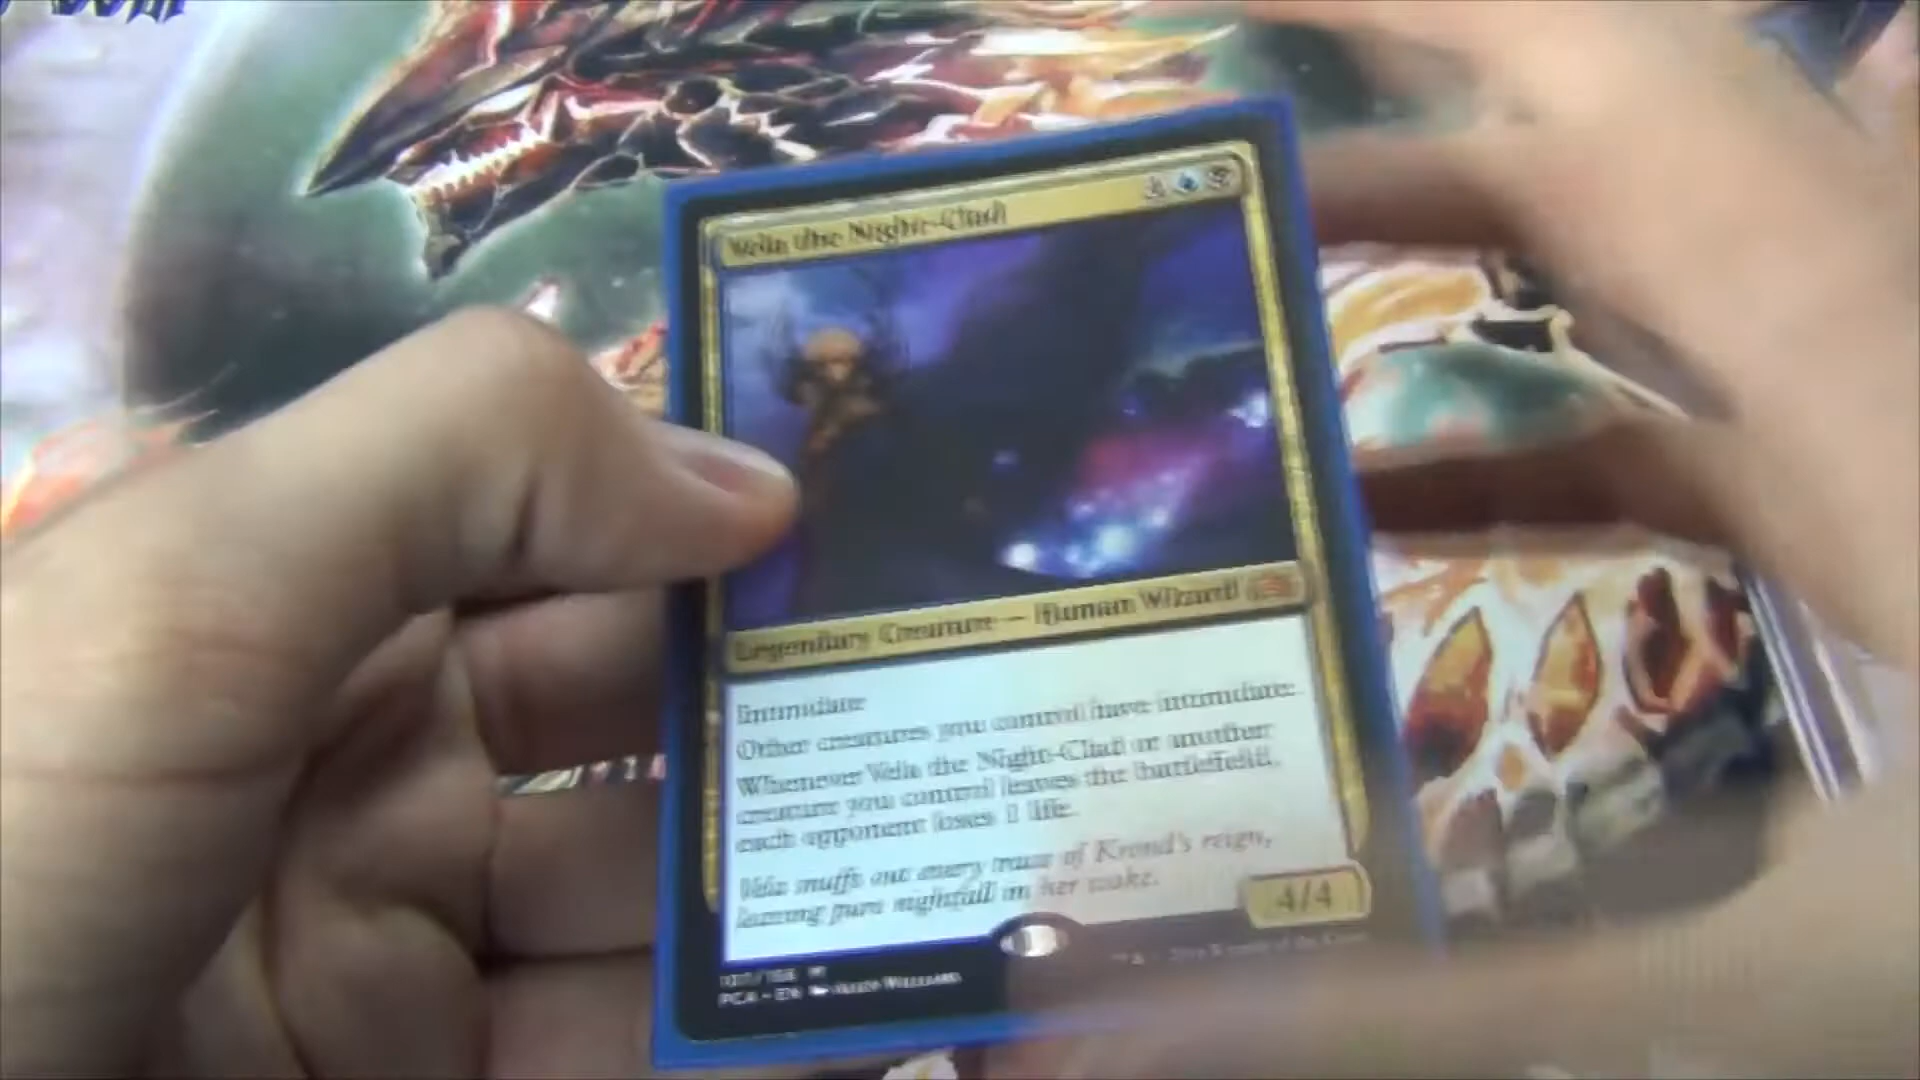 Vela the Night-Clad
Legendary Creature — Human Wizard
Intimidate
Other creatures you control have intimidate.
Whenever Vela the Night-Clad or another
creature you control leaves the battlefield,
each opponent loses 1 life.
Vela snuffs out every trace of Krond's reign,
leaving pure nightfall in her wake.
4/4
M
PCA • EN Allen Williams